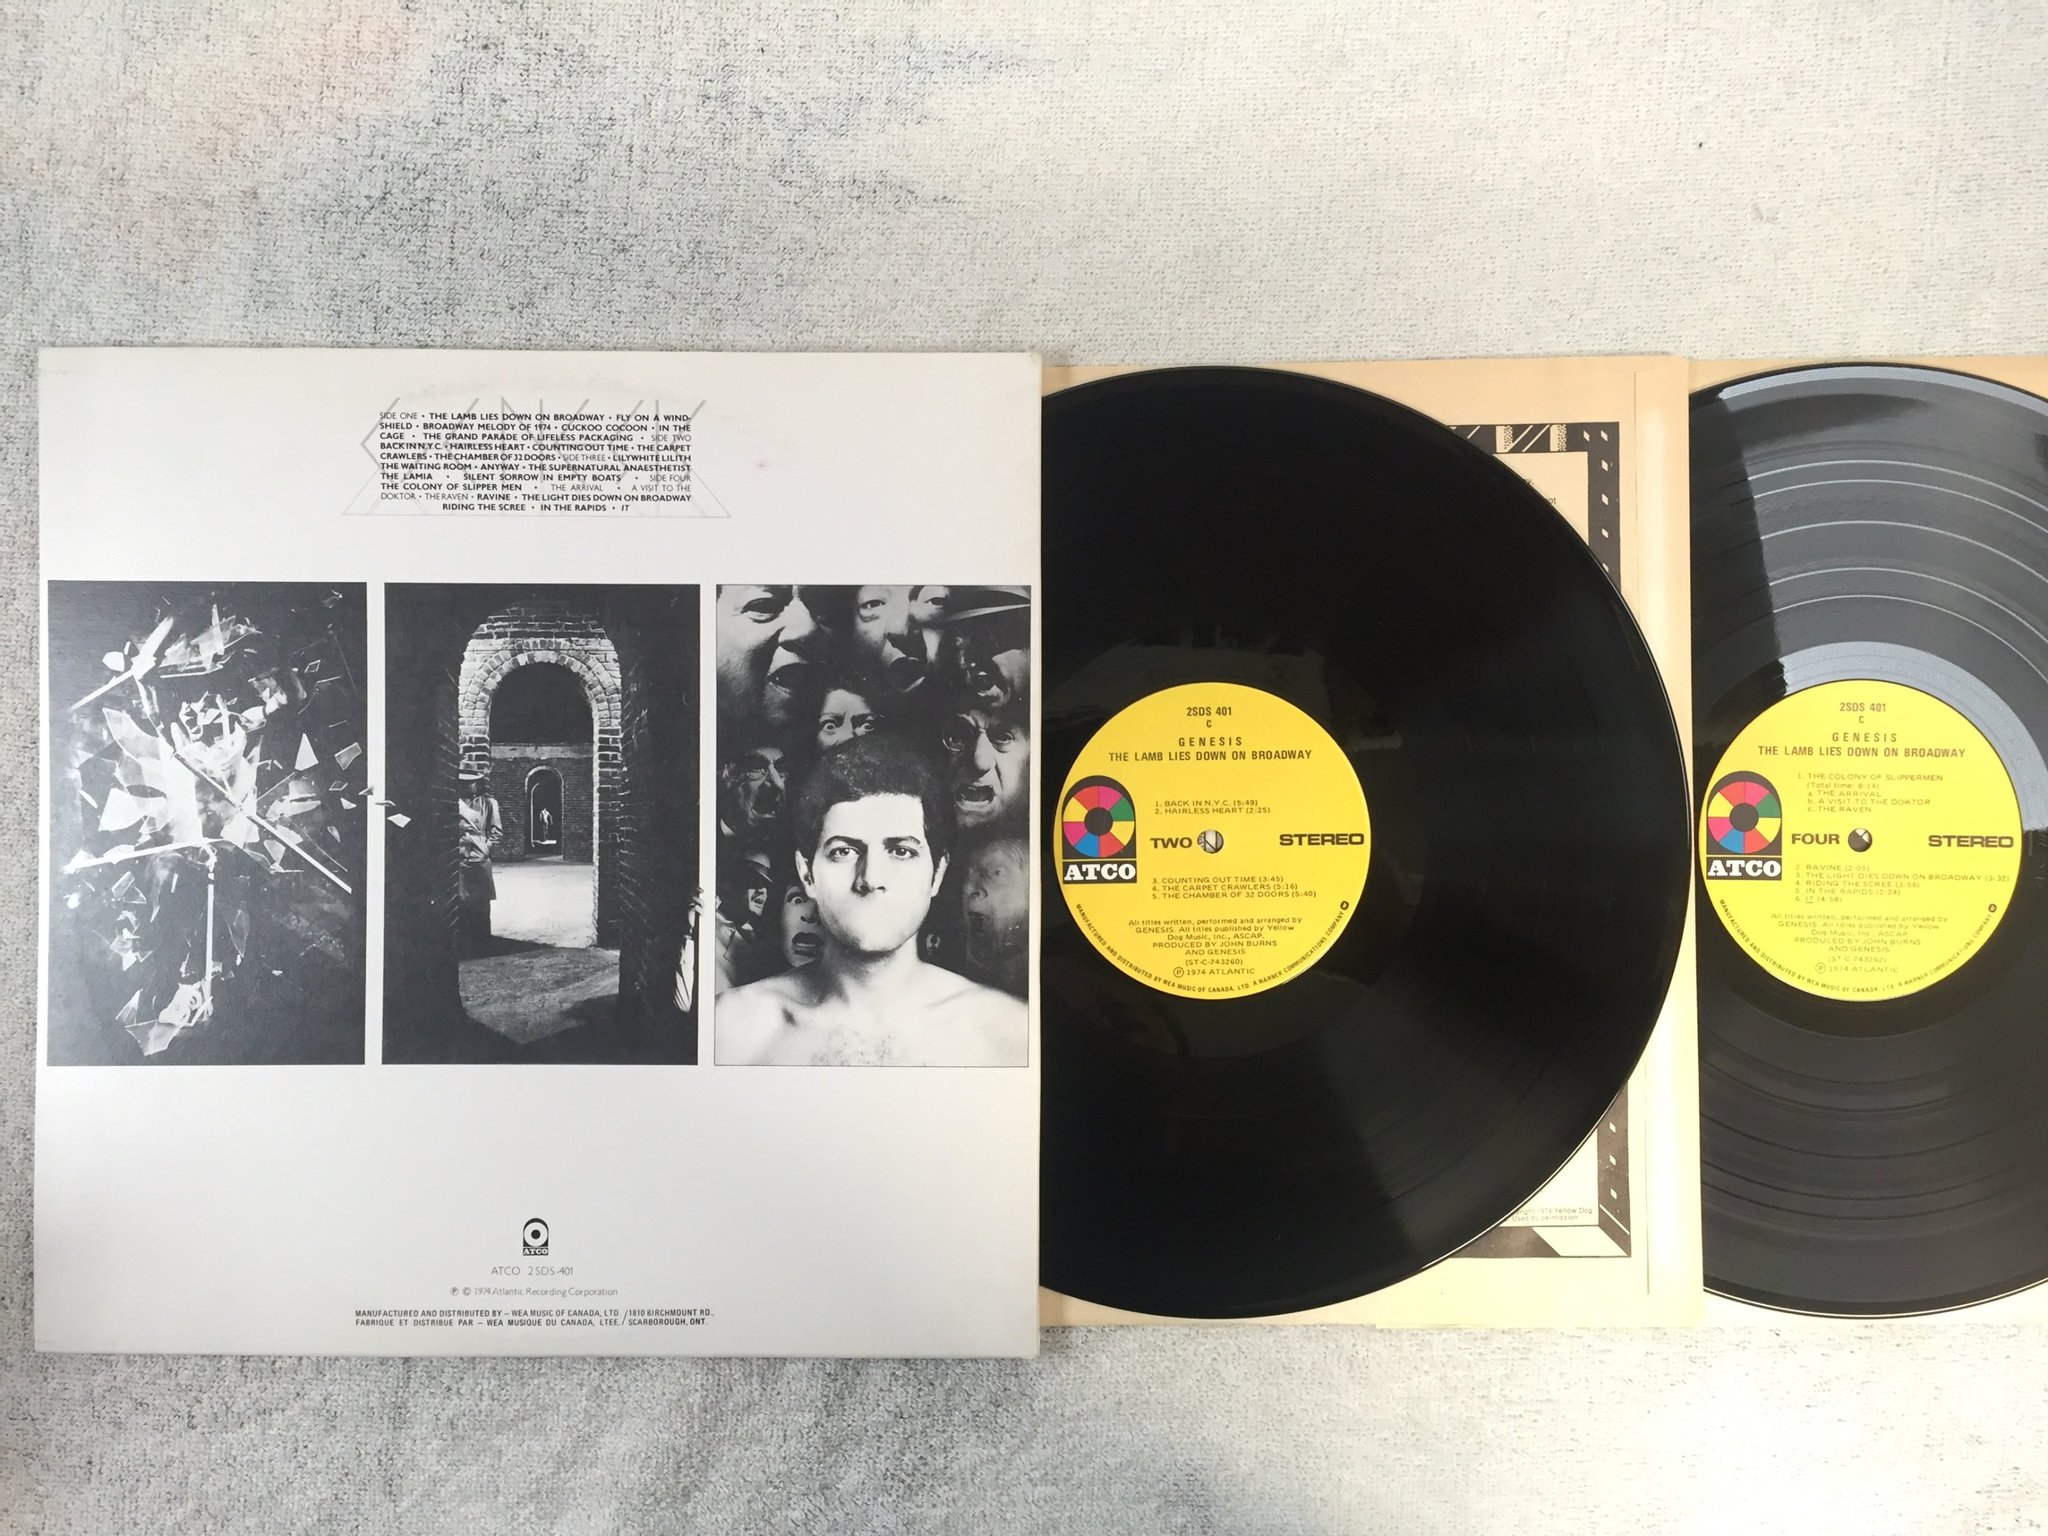 SIDE ONE • THE LAMB LIES DOWN ON BROADWAY • FLY ON A WIND-
SHIELD • BROADWAY MELODY OF 1974 • CUCKOO COCOON • IN THE
CAGE • THE GRAND PARADE OF LIFELESS PACKAGING • SIDE TWO
BACK IN N.Y.C. • HAIRLESS HEART • COUNTING OUT TIME • THE CARPET
CRAWLERS • THE CHAMBER OF 32 DOORS • SIDE THREE • LILYWHITE LILITH
THE WAITING ROOM • ANYWAY • THE SUPERNATURAL ANAESTHETIST
THE LAMIA • SILENT SORROW IN EMPTY BOATS • SIDE FOUR
THE COLONY OF SLIPPER MEN • THE ARRIVAL • A VISIT TO THE
DOKTOR • THE RAVEN • RAVINE • THE LIGHT DIES DOWN ON BROADWAY
RIDING THE SCREE • IN THE RAPIDS • IT
ATCO
ATCO 2SDS-401
℗ © 1974 Atlantic Recording Corporation
MANUFACTURED AND DISTRIBUTED BY – WEA MUSIC OF CANADA, LTD. / 1810 BIRCHMOUNT RD.,
FABRIQUE ET DISTRIBUE PAR – WEA MUSIQUE DU CANADA, LTEE. / SCARBOROUGH, ONT.
2SDS 401
C
GENESIS
THE LAMB LIES DOWN ON BROADWAY
1. BACK IN N.Y.C. (5:49)
2. HAIRLESS HEART (2:25)
ATCO
TWO
STEREO
3. COUNTING OUT TIME (3:45)
4. THE CARPET CRAWLERS (5:16)
5. THE CHAMBER OF 32 DOORS (5:40)
All titles written, performed and arranged by
GENESIS. All titles published by Yellow
Dog Music, Inc., ASCAP.
PRODUCED BY JOHN BURNS
AND GENESIS
(ST-C-743260)
℗ 1974 ATLANTIC
MANUFACTURED AND DISTRIBUTED BY WEA MUSIC OF CANADA, LTD. A WARNER COMMUNICATIONS COMPANY
1974 Yellow Dog
Used by permission
2SDS 401
C
GENESIS
THE LAMB LIES DOWN ON BROADWAY
1. THE COLONY OF SLIPPERMEN
(Total time: 8:14)
a. THE ARRIVAL
b. A VISIT TO THE DOKTOR
c. THE RAVEN
ATCO
FOUR
STEREO
2. RAVINE (2:05)
3. THE LIGHT DIES DOWN ON BROADWAY (3:32)
4. RIDING THE SCREE (3:56)
5. IN THE RAPIDS (2:24)
6. IT (4:58)
All titles written, performed and arranged by
GENESIS. All titles published by Yellow
Dog Music, Inc., ASCAP.
PRODUCED BY JOHN BURNS
AND GENESIS
(ST-C-743262)
℗ 1974 ATLANTIC
MANUFACTURED AND DISTRIBUTED BY WEA MUSIC OF CANADA, LTD. A WARNER COMMUNICATIONS COMPANY